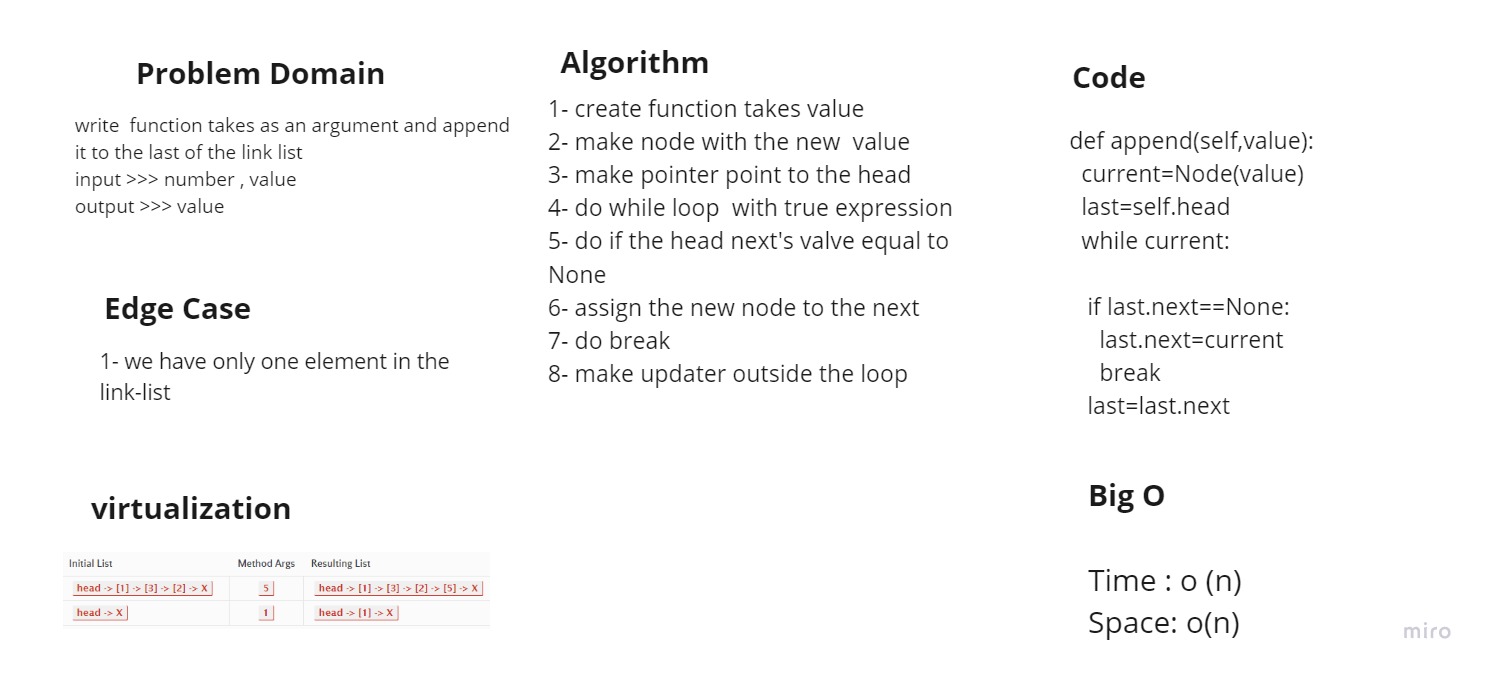 Problem Domain
write  function takes as an argument and append
it to the last of the link list
input >>> number , value
output >>> value
Edge Case
1- we have only one element in the
link-list
virtualization
Initial List Method Args Resulting List
head -> [1] -> [3] -> [2] -> X 5 head -> [1] -> [3] -> [2] -> [5] -> X
head -> X 1 head -> [1] -> X
Algorithm
1- create function takes value
2- make node with the new  value
3- make pointer point to the head
4- do while loop  with true expression
5- do if the head next's valve equal to
None
6- assign the new node to the next
7- do break
8- make updater outside the loop
Code
def append(self,value):
current=Node(value)
last=self.head
while current:
if last.next==None:
last.next=current
break
last=last.next
Big O
Time : o (n)
Space: o(n)
miro